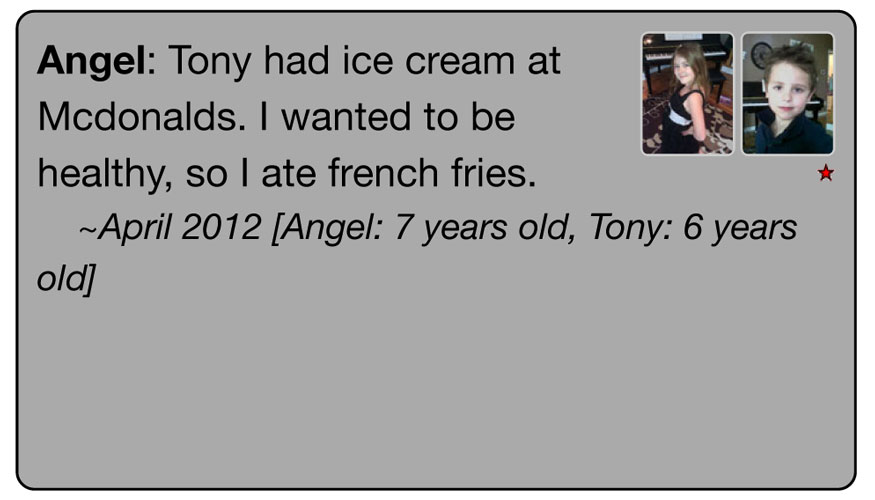 Angel: Tony had ice cream at
Mcdonalds. I wanted to be
healthy, so I ate french fries.
~April 2012 [Angel: 7 years old, Tony: 6 years
old]